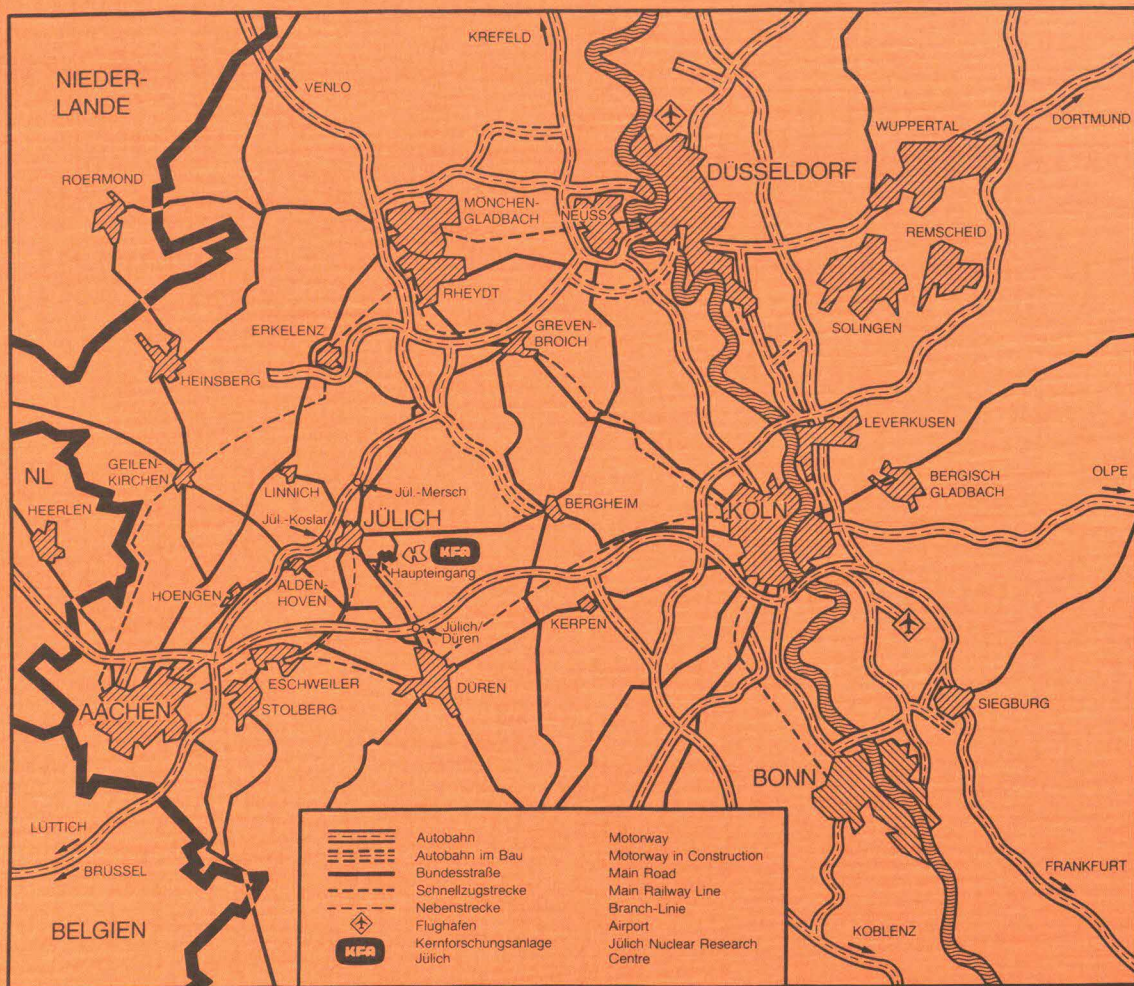 KREFELD
NIEDER-
LANDE
VENLO
DORTMUND
WUPPERTAL
ROERMOND
DÜSSELDORF
MÖNCHEN-
GLADBACH
NEUSS
REMSCHEID
RHEYDT
SOLINGEN
ERKELENZ
GREVEN-
BROICH
HEINSBERG
LEVERKUSEN
GEILEN-
KIRCHEN
NL
HEERLEN
LINNICH
Jül.-Mersch
BERGHEIM
BERGISCH
GLADBACH
OLPE
KÖLN
Jül.-Koslar
JÜLICH
KFA
Haupteingang
HOENGEN
ALDEN-
HOVEN
Jülich/
Düren
KERPEN
ESCHWEILER
DÜREN
STOLBERG
AACHEN
SIEGBURG
BONN
LÜTTICH
BRÜSSEL
FRANKFURT
BELGIEN
KOBLENZ
Autobahn Motorway
Autobahn im Bau Motorway in Construction
Bundesstraße Main Road
Schnellzugstrecke Main Railway Line
Nebenstrecke Branch-Linie
Flughafen Airport
KFA Kernforschungsanlage Jülich Nuclear Research
Jülich Centre